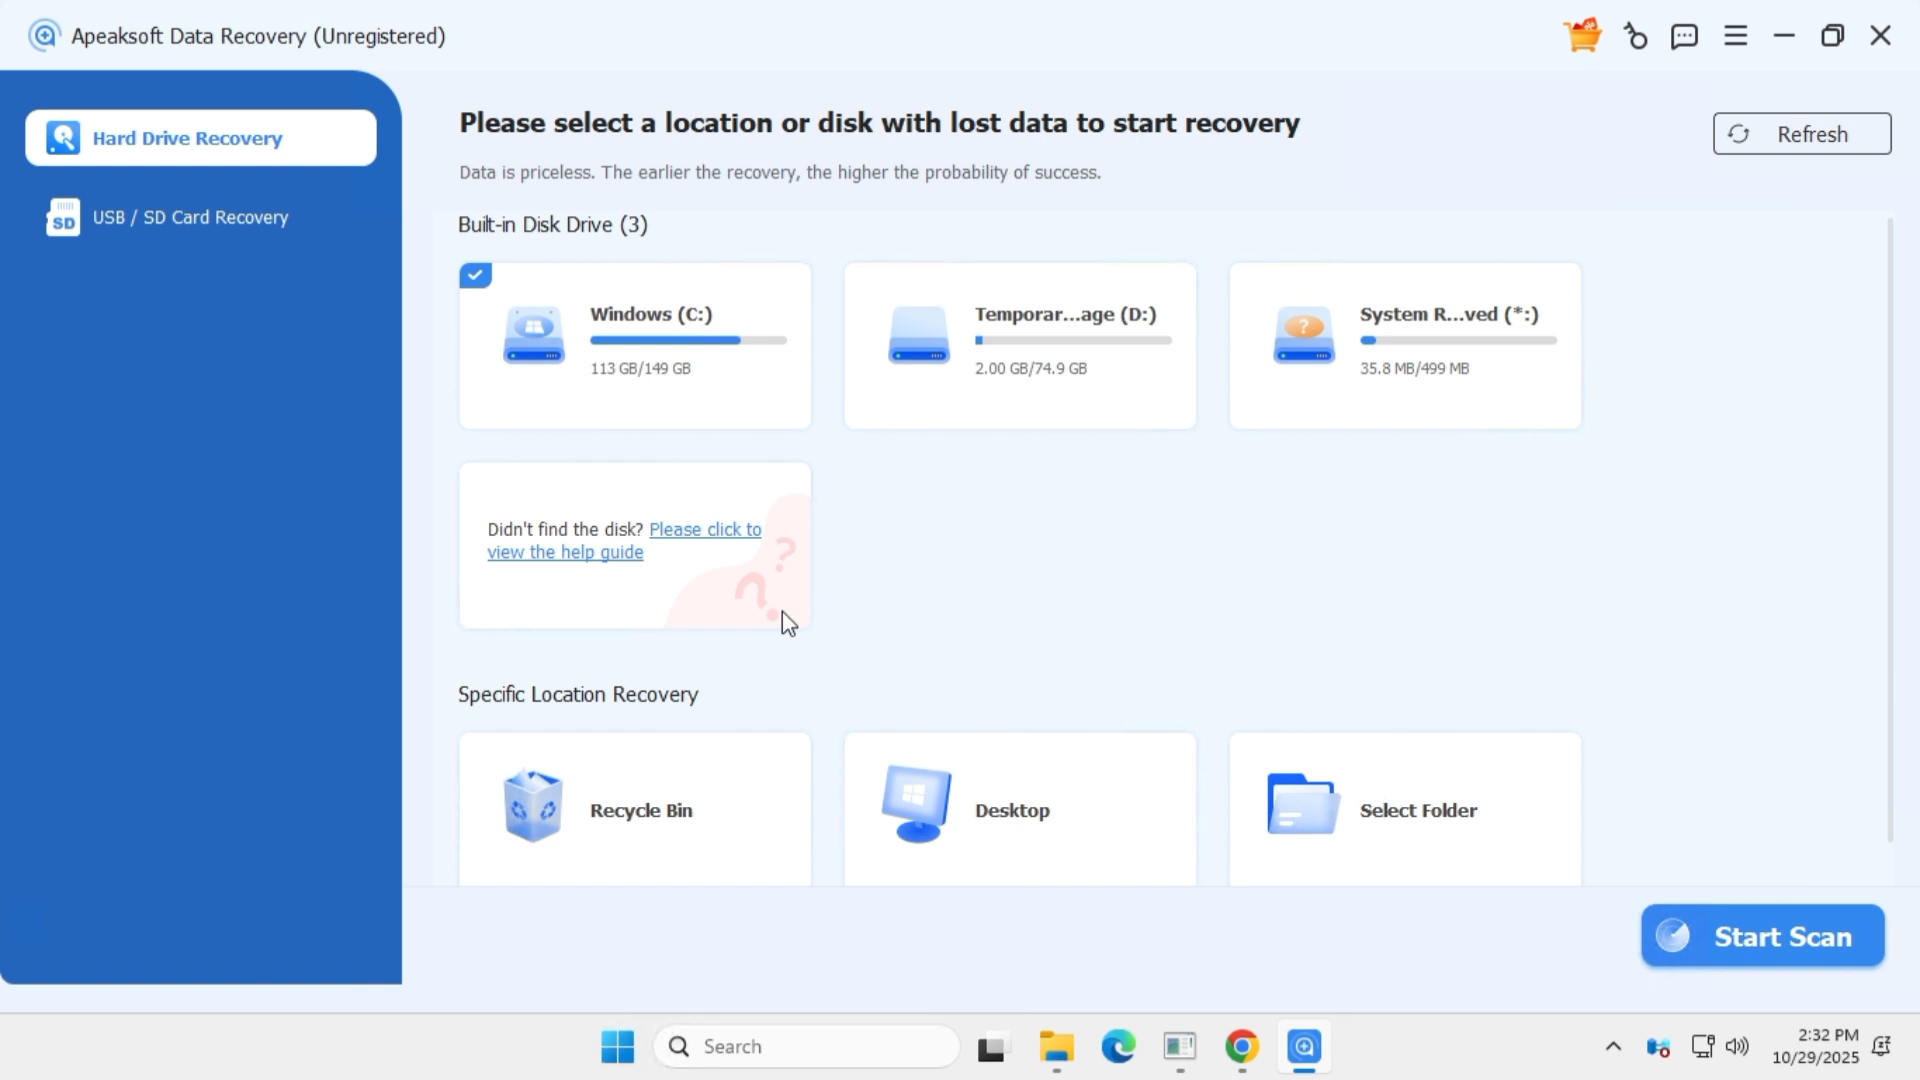 Apeaksoft Data Recovery (Unregistered)
Hard Drive Recovery
SD
USB / SD Card Recovery
Please select a location or disk with lost data to start recovery
Refresh
Data is priceless. The earlier the recovery, the higher the probability of success.
Built-in Disk Drive (3)
Windows (C:)
113 GB/149 GB
Temporar...age (D:)
2.00 GB/74.9 GB
System R...ved (*:)
35.8 MB/499 MB
Didn't find the disk? Please click to
view the help guide
Specific Location Recovery
Recycle Bin
Desktop
Select Folder
Start Scan
Search
2:32 PM
10/29/2025